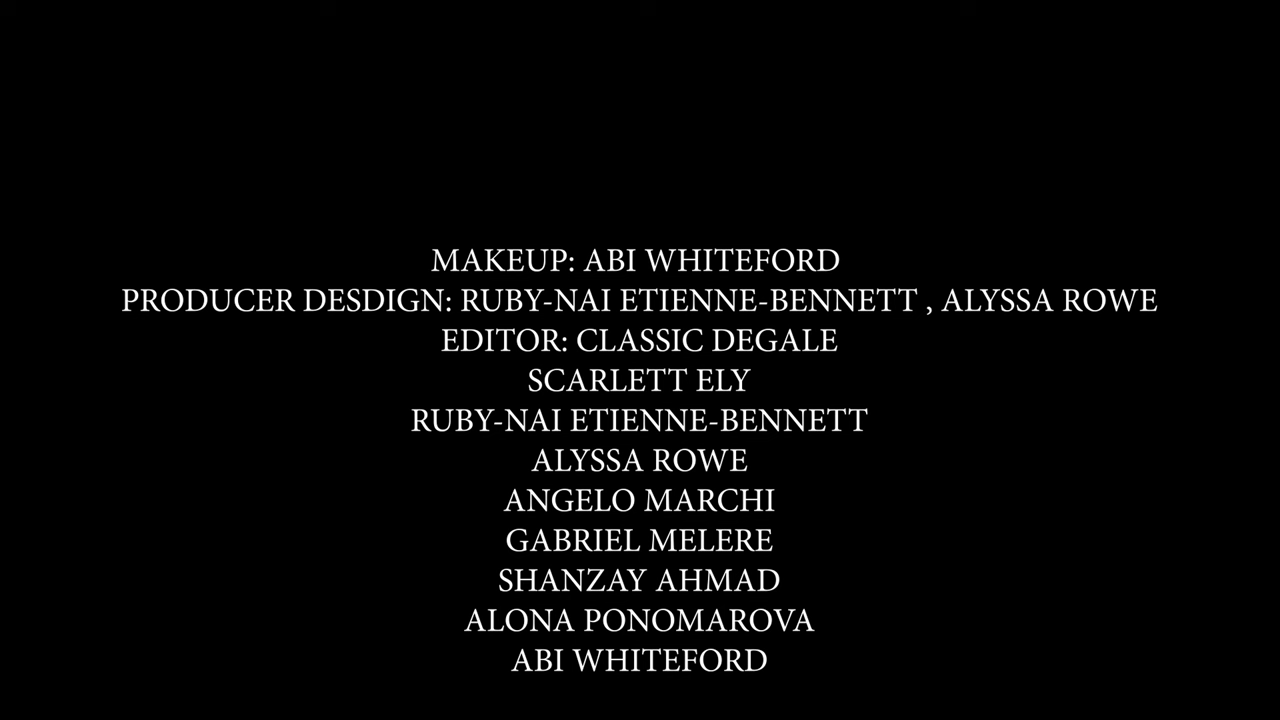 MAKEUP: ABI WHITEFORD
PRODUCER DESDIGN: RUBY-NAI ETIENNE-BENNETT , ALYSSA ROWE
EDITOR: CLASSIC DEGALE
SCARLETT ELY
RUBY-NAI ETIENNE-BENNETT
ALYSSA ROWE
ANGELO MARCHI
GABRIEL MELERE
SHANZAY AHMAD
ALONA PONOMAROVA
ABI WHITEFORD